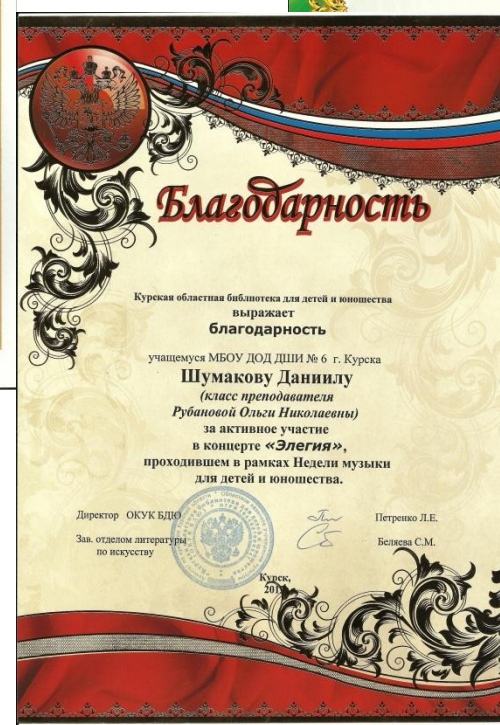 Благодарность
Курская областная библиотека для детей и юношества
выражает
благодарность
учащемуся МБОУ ДОД ДШИ № 6 г. Курска
Шумакову Даниилу
(класс преподавателя
Рубановой Ольги Николаевны)
за активное участие
в концерте «Элегия»,
проходившем в рамках Недели музыки
для детей и юношества.
Директор ОКУК БДЮ Петренко Л.Е.
Зав. отделом литературы Беляева С.М.
по искусству
Курск,